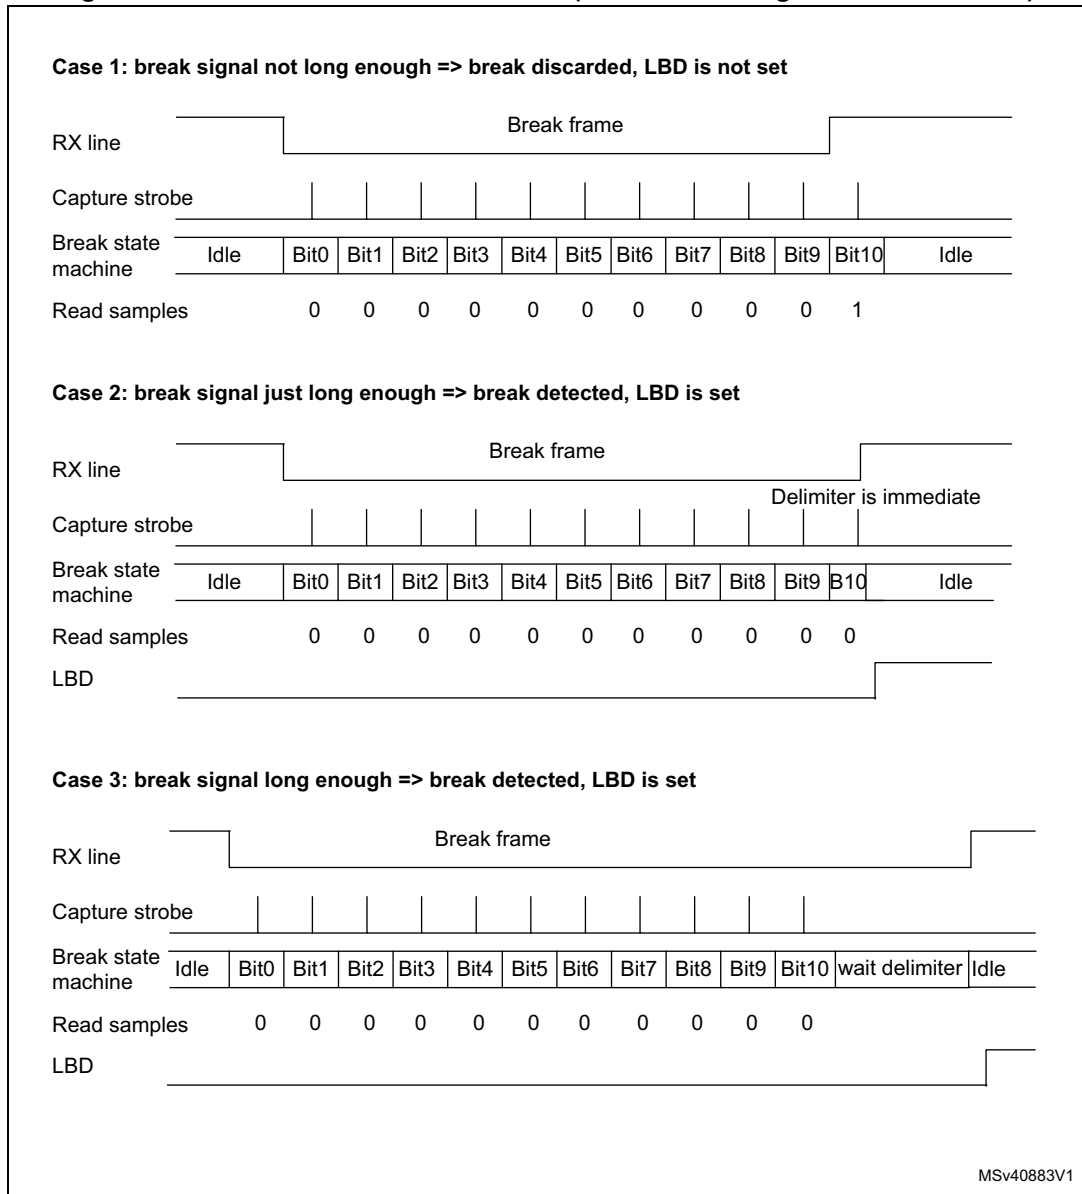 Case 1: break signal not long enough => break discarded, LBD is not set
Break frame
RX line
Capture strobe
Break state machine Idle Bit0 Bit1 Bit2 Bit3 Bit4 Bit5 Bit6 Bit7 Bit8 Bit9 Bit10 Idle
Read samples 0 0 0 0 0 0 0 0 0 0 1
Case 2: break signal just long enough => break detected, LBD is set
Break frame
RX line
Delimiter is immediate
Capture strobe
Break state machine Idle Bit0 Bit1 Bit2 Bit3 Bit4 Bit5 Bit6 Bit7 Bit8 Bit9 B10 Idle
Read samples 0 0 0 0 0 0 0 0 0 0 0
LBD
Case 3: break signal long enough => break detected, LBD is set
Break frame
RX line
Capture strobe
Break state machine Idle Bit0 Bit1 Bit2 Bit3 Bit4 Bit5 Bit6 Bit7 Bit8 Bit9 Bit10 wait delimiter Idle
Read samples 0 0 0 0 0 0 0 0 0 0 0
LBD
MSv40883V1